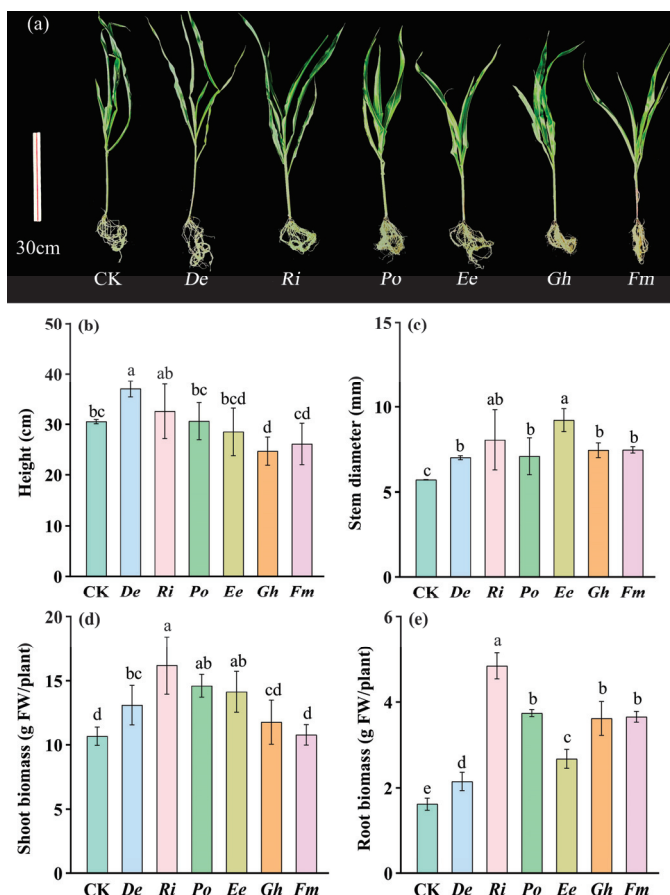 (a)
30cm
CK De Ri Po Ee Gh Fm
(b)
Height (cm)
50
40
30
20
10
0
bc a ab bc bcd d cd
CK De Ri Po Ee Gh Fm
(c)
Stem diameter (mm)
15
10
5
0
c b ab b a b b
CK De Ri Po Ee Gh Fm
(d)
Shoot biomass (g FW/plant)
20
15
10
5
0
d bc a ab ab cd d
CK De Ri Po Ee Gh Fm
(e)
Root biomass (g FW/plant)
6
4
2
0
e d a b c b b
CK De Ri Po Ee Gh Fm